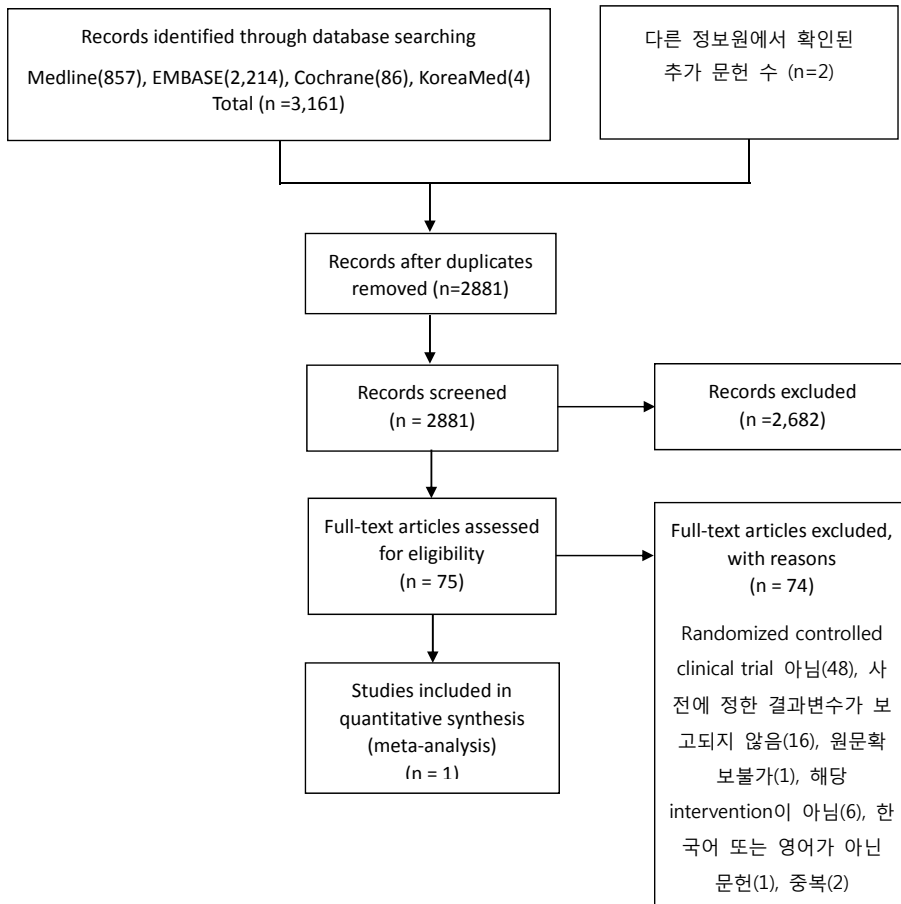 Records identified through database searching
Medline(857), EMBASE(2,214), Cochrane(86), KoreaMed(4)
Total (n =3,161)
다른 정보원에서 확인된
추가 문헌 수 (n=2)
Records after duplicates
removed (n=2881)
Records screened
(n = 2881)
Records excluded
(n =2,682)
Full-text articles assessed
for eligibility
(n = 75)
Full-text articles excluded,
with reasons
(n = 74)
Randomized controlled
clinical trial 아님(48), 사
전에 정한 결과변수가 보
고되지 않음(16), 원문확
보불가(1), 해당
intervention이 아님(6), 한
국어 또는 영어가 아닌
문헌(1), 중복(2)
Studies included in
quantitative synthesis
(meta-analysis)
(n = 1)